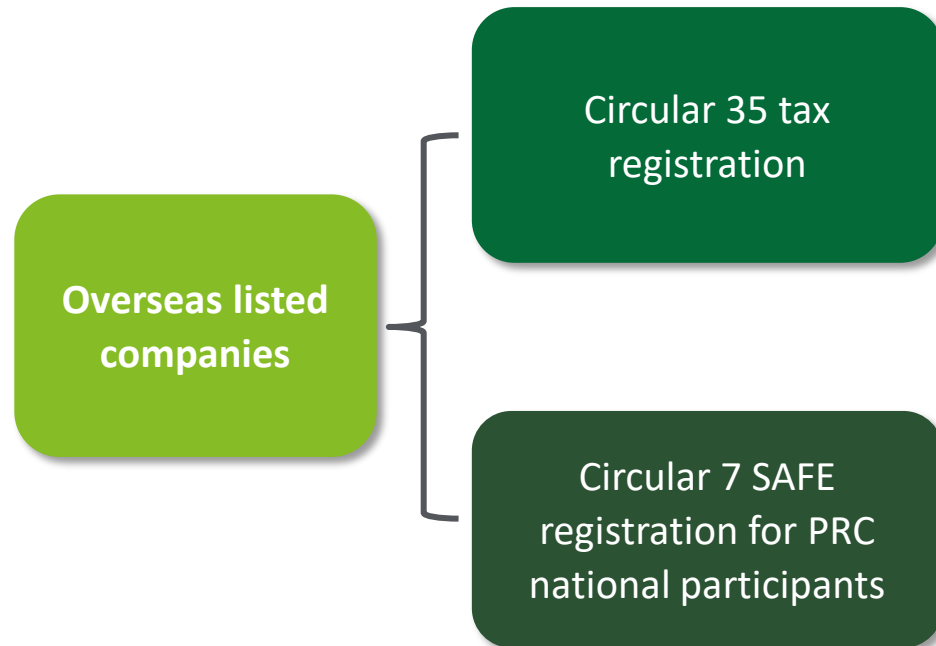 Circular 35 tax
registration
Overseas listed
companies
Circular 7 SAFE
registration for PRC
national participants